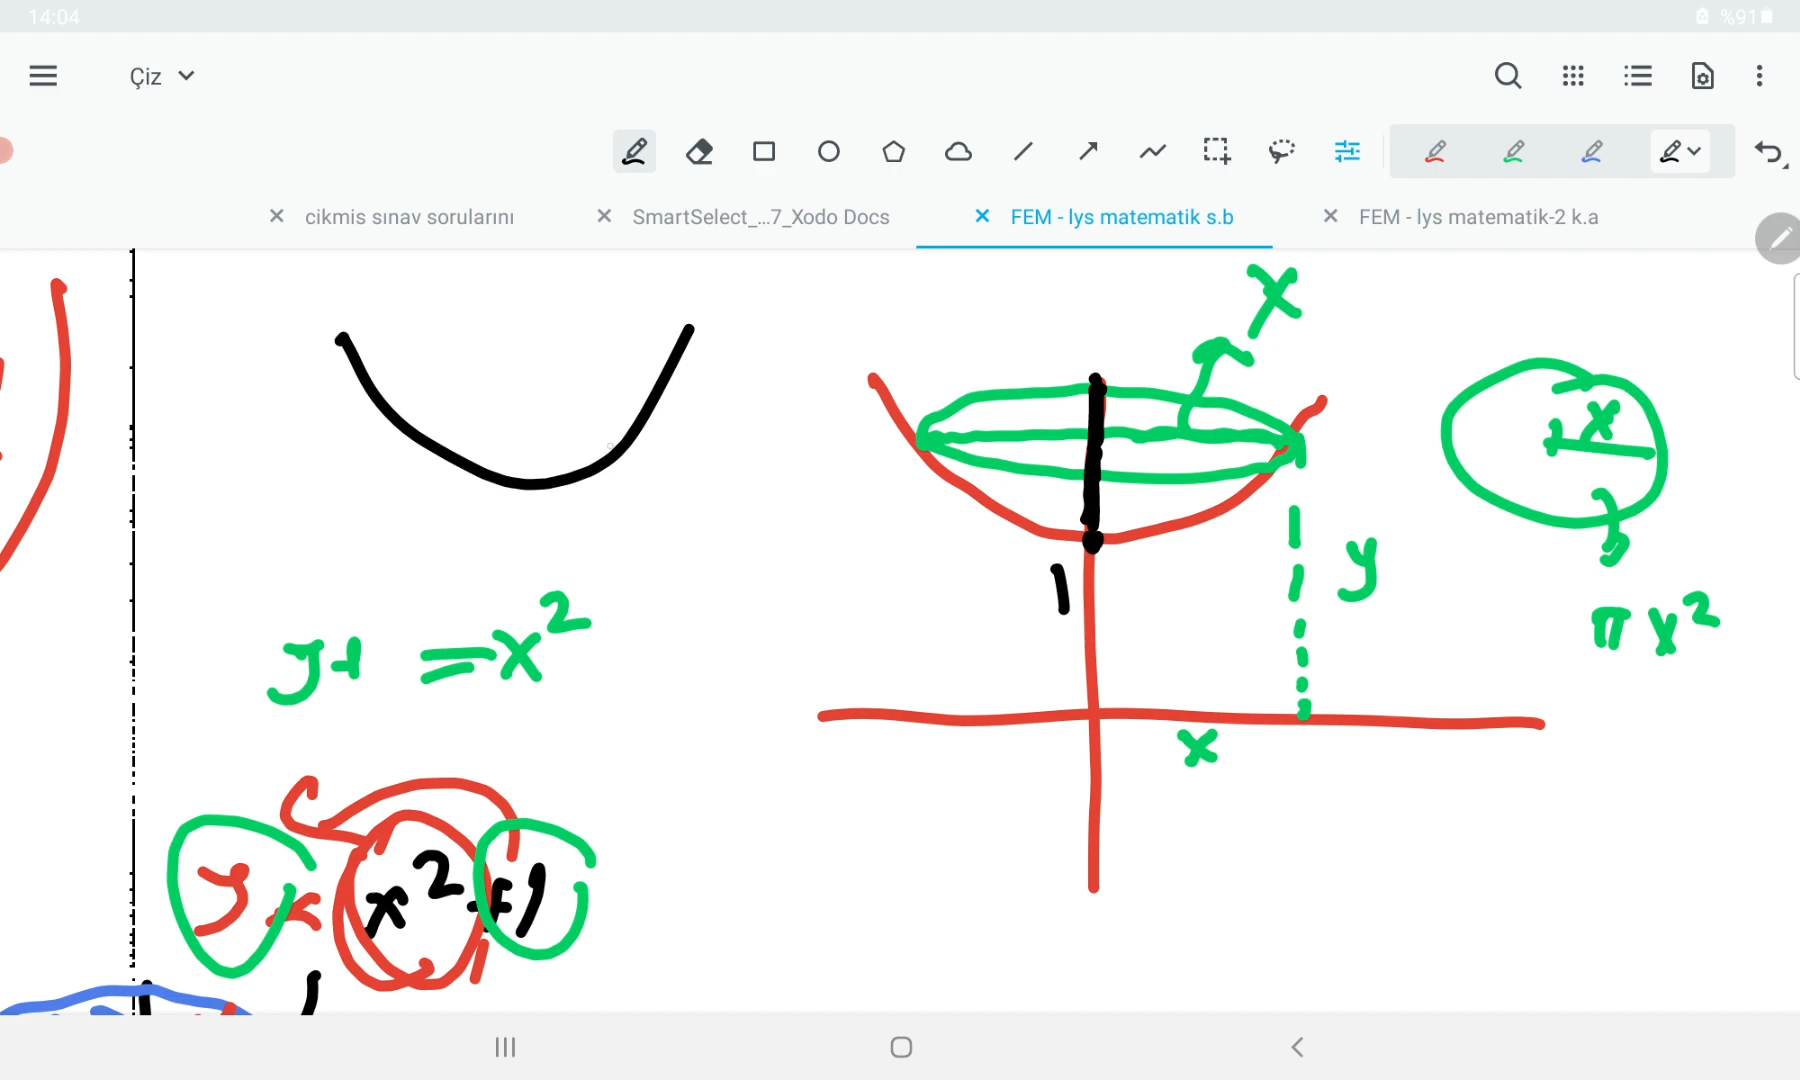 14:04 %91
Çiz
cikmis sınav sorularını SmartSelect_...7_Xodo Docs FEM - lys matematik s.b FEM - lys matematik-2 k.a
x
x
1
y
πx²
y-1 = x²
x
y = x² + 1